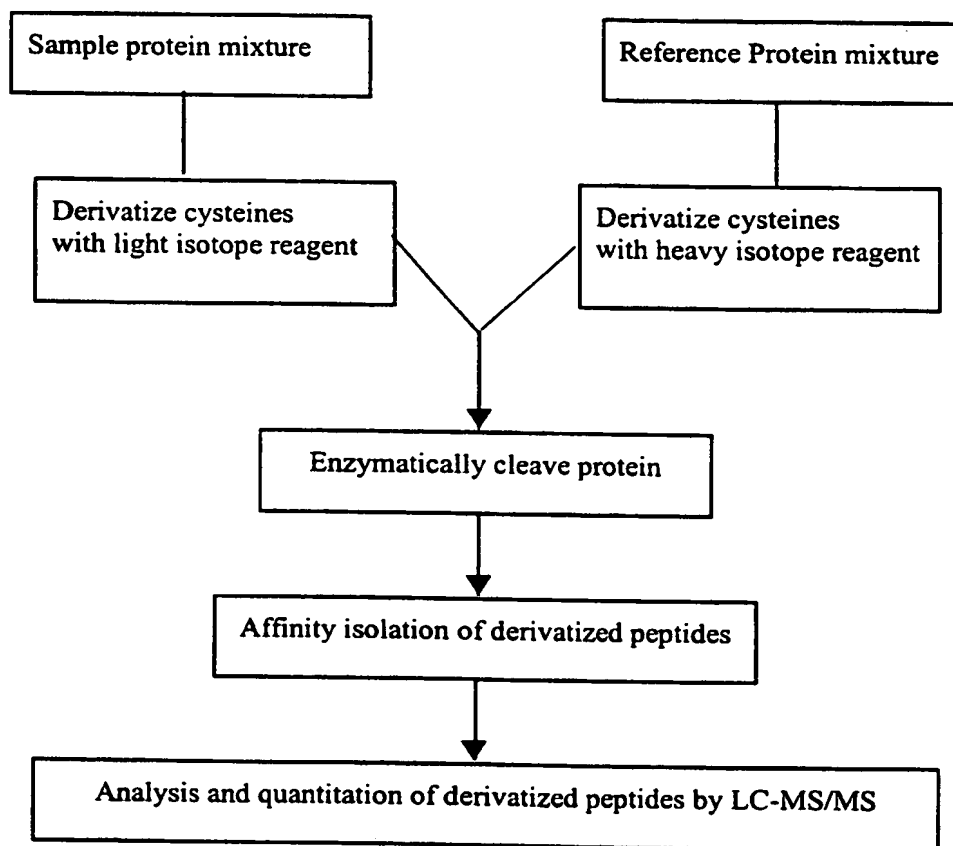 Sample protein mixture
Reference Protein mixture
Derivatize cysteines
with light isotope reagent
Derivatize cysteines
with heavy isotope reagent
Enzymatically cleave protein
Affinity isolation of derivatized peptides
Analysis and quantitation of derivatized peptides by LC-MS/MS